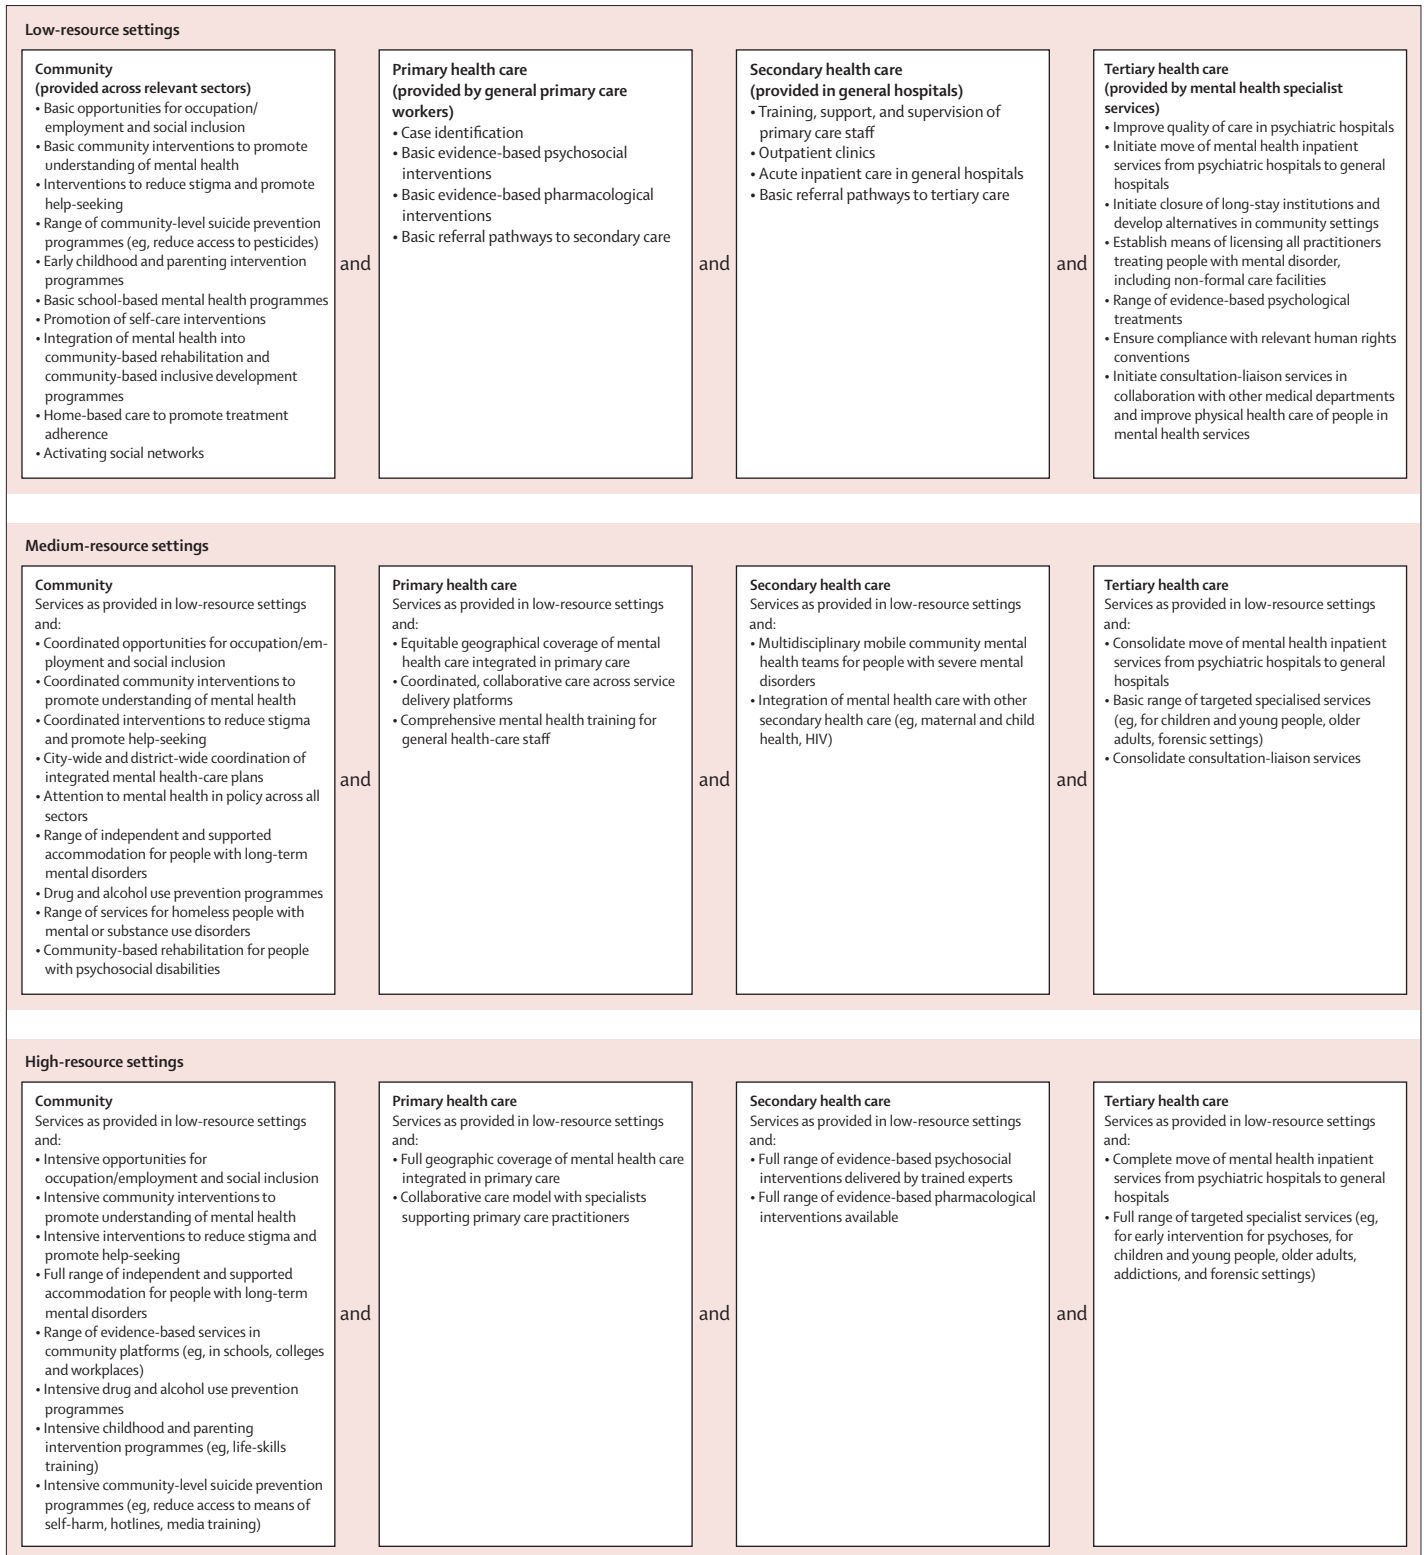 Low-resource settings
Community
(provided across relevant sectors)
• Basic opportunities for occupation/
employment and social inclusion
• Basic community interventions to promote
understanding of mental health
• Interventions to reduce stigma and promote
help-seeking
• Range of community-level suicide prevention
programmes (eg, reduce access to pesticides)
• Early childhood and parenting intervention
programmes
• Basic school-based mental health programmes
• Promotion of self-care interventions
• Integration of mental health into
community-based rehabilitation and
community-based inclusive development
programmes
• Home-based care to promote treatment
adherence
• Activating social networks
and
Primary health care
(provided by general primary care
workers)
• Case identification
• Basic evidence-based psychosocial
interventions
• Basic evidence-based pharmacological
interventions
• Basic referral pathways to secondary care
and
Secondary health care
(provided in general hospitals)
• Training, support, and supervision of
primary care staff
• Outpatient clinics
• Acute inpatient care in general hospitals
• Basic referral pathways to tertiary care
and
Tertiary health care
(provided by mental health specialist
services)
• Improve quality of care in psychiatric hospitals
• Initiate move of mental health inpatient
services from psychiatric hospitals to general
hospitals
• Initiate closure of long-stay institutions and
develop alternatives in community settings
• Establish means of licensing all practitioners
treating people with mental disorder,
including non-formal care facilities
• Range of evidence-based psychological
treatments
• Ensure compliance with relevant human rights
conventions
• Initiate consultation-liaison services in
collaboration with other medical departments
and improve physical health care of people in
mental health services
Medium-resource settings
Community
Services as provided in low-resource settings
and:
• Coordinated opportunities for occupation/em-
ployment and social inclusion
• Coordinated community interventions to
promote understanding of mental health
• Coordinated interventions to reduce stigma
and promote help-seeking
• City-wide and district-wide coordination of
integrated mental health-care plans
• Attention to mental health in policy across all
sectors
• Range of independent and supported
accommodation for people with long-term
mental disorders
• Drug and alcohol use prevention programmes
• Range of services for homeless people with
mental or substance use disorders
• Community-based rehabilitation for people
with psychosocial disabilities
and
Primary health care
Services as provided in low-resource settings
and:
• Equitable geographical coverage of mental
health care integrated in primary care
• Coordinated, collaborative care across service
delivery platforms
• Comprehensive mental health training for
general health-care staff
and
Secondary health care
Services as provided in low-resource settings
and:
• Multidisciplinary mobile community mental
health teams for people with severe mental
disorders
• Integration of mental health care with other
secondary health care (eg, maternal and child
health, HIV)
and
Tertiary health care
Services as provided in low-resource settings
and:
• Consolidate move of mental health inpatient
services from psychiatric hospitals to general
hospitals
• Basic range of targeted specialised services
(eg, for children and young people, older
adults, forensic settings)
• Consolidate consultation-liaison services
High-resource settings
Community
Services as provided in low-resource settings
and:
• Intensive opportunities for
occupation/employment and social inclusion
• Intensive community interventions to
promote understanding of mental health
• Intensive interventions to reduce stigma and
promote help-seeking
• Full range of independent and supported
accommodation for people with long-term
mental disorders
• Range of evidence-based services in
community platforms (eg, in schools, colleges
and workplaces)
• Intensive drug and alcohol use prevention
programmes
• Intensive childhood and parenting
intervention programmes (eg, life-skills
training)
• Intensive community-level suicide prevention
programmes (eg, reduce access to means of
self-harm, hotlines, media training)
and
Primary health care
Services as provided in low-resource settings
and:
• Full geographic coverage of mental health care
integrated in primary care
• Collaborative care model with specialists
supporting primary care practitioners
and
Secondary health care
Services as provided in low-resource settings
and:
• Full range of evidence-based psychosocial
interventions delivered by trained experts
• Full range of evidence-based pharmacological
interventions available
and
Tertiary health care
Services as provided in low-resource settings
and:
• Complete move of mental health inpatient
services from psychiatric hospitals to general
hospitals
• Full range of targeted specialist services (eg,
for early intervention for psychoses, for
children and young people, older adults,
addictions, and forensic settings)